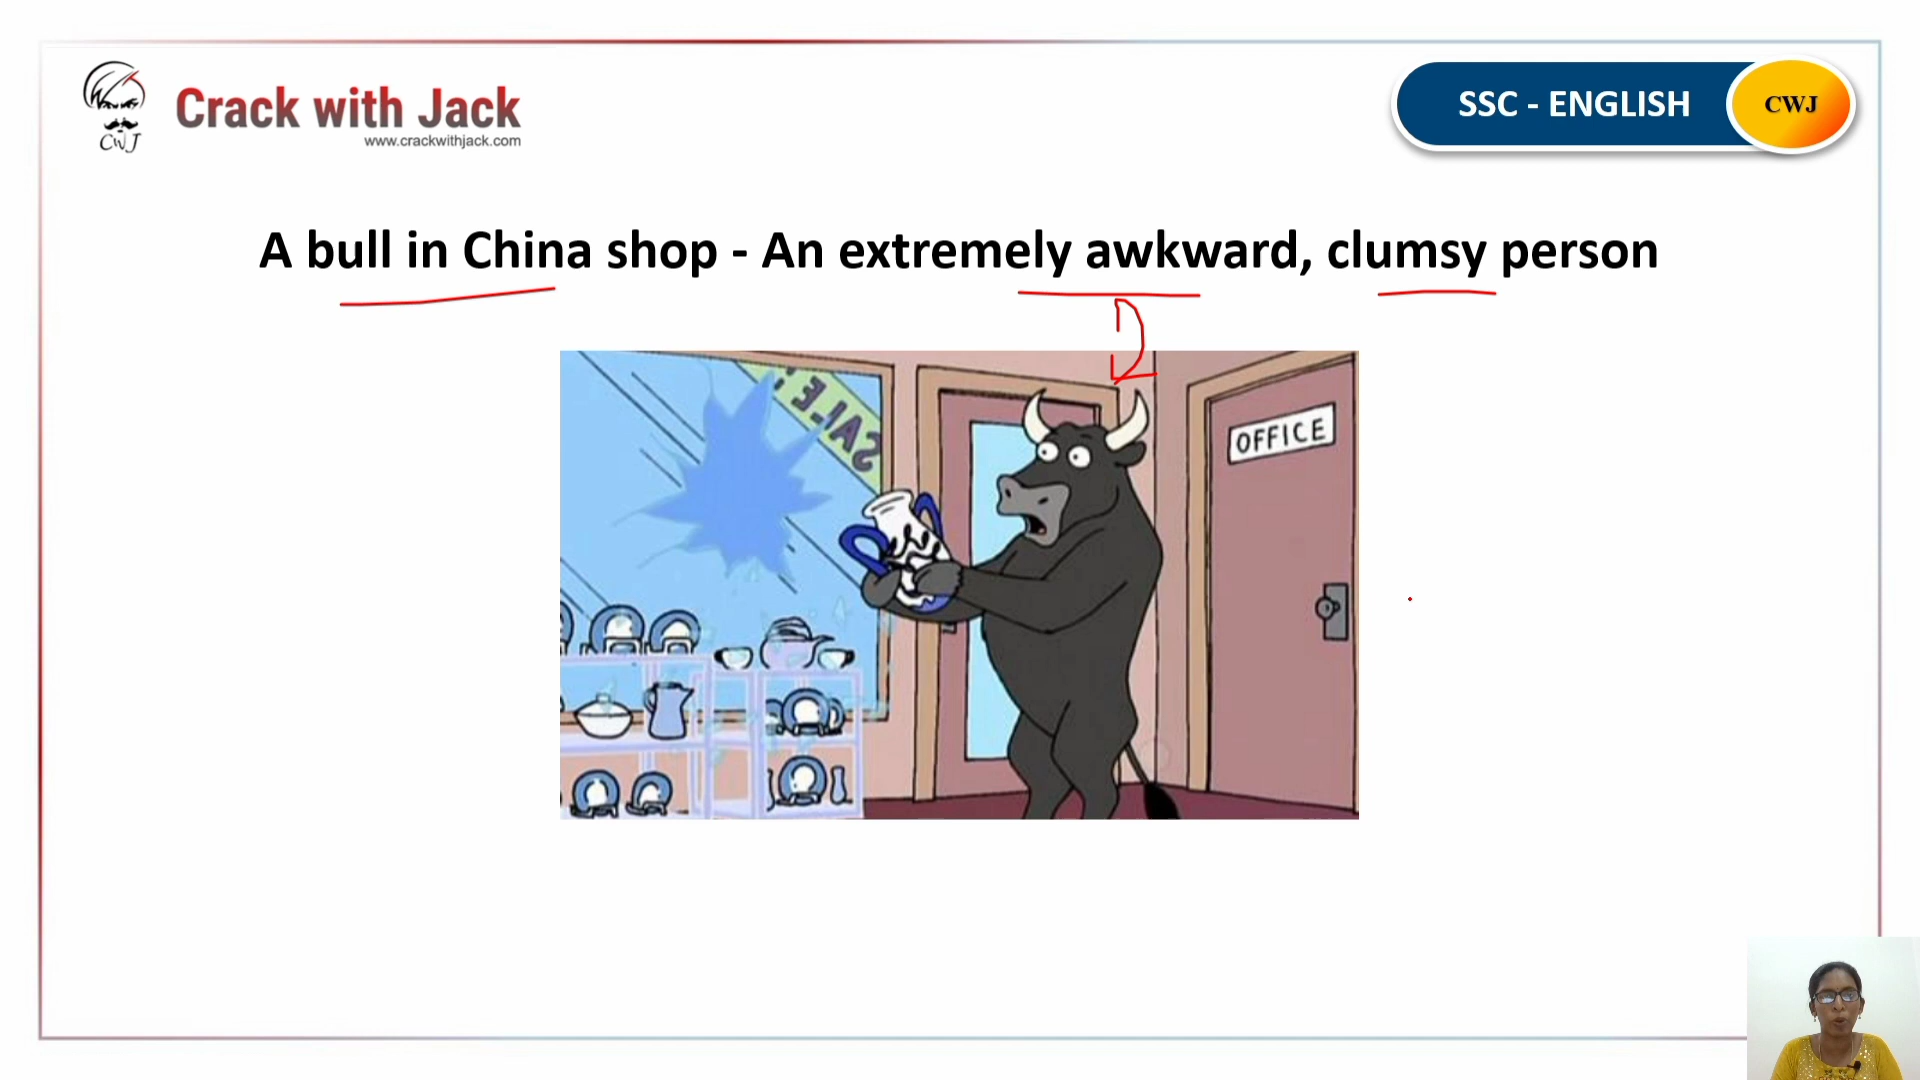 CWJ
Crack with Jack
www.crackwithjack.com
SSC - ENGLISH
CWJ
A bull in China shop - An extremely awkward, clumsy person
SALE!
OFFICE